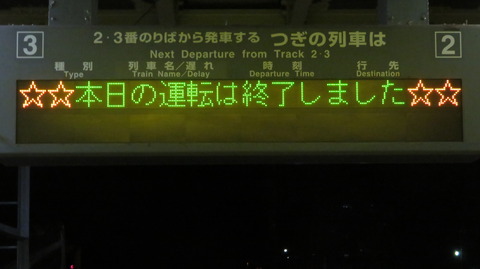 3
2・3番のりばから発車する つぎの列車は
2
Next Departure from Track 2・3
種別 列車名/遅れ 時刻 行先
Type Train Name/Delay Departure Time Destination
☆☆本日の運転は終了しました☆☆